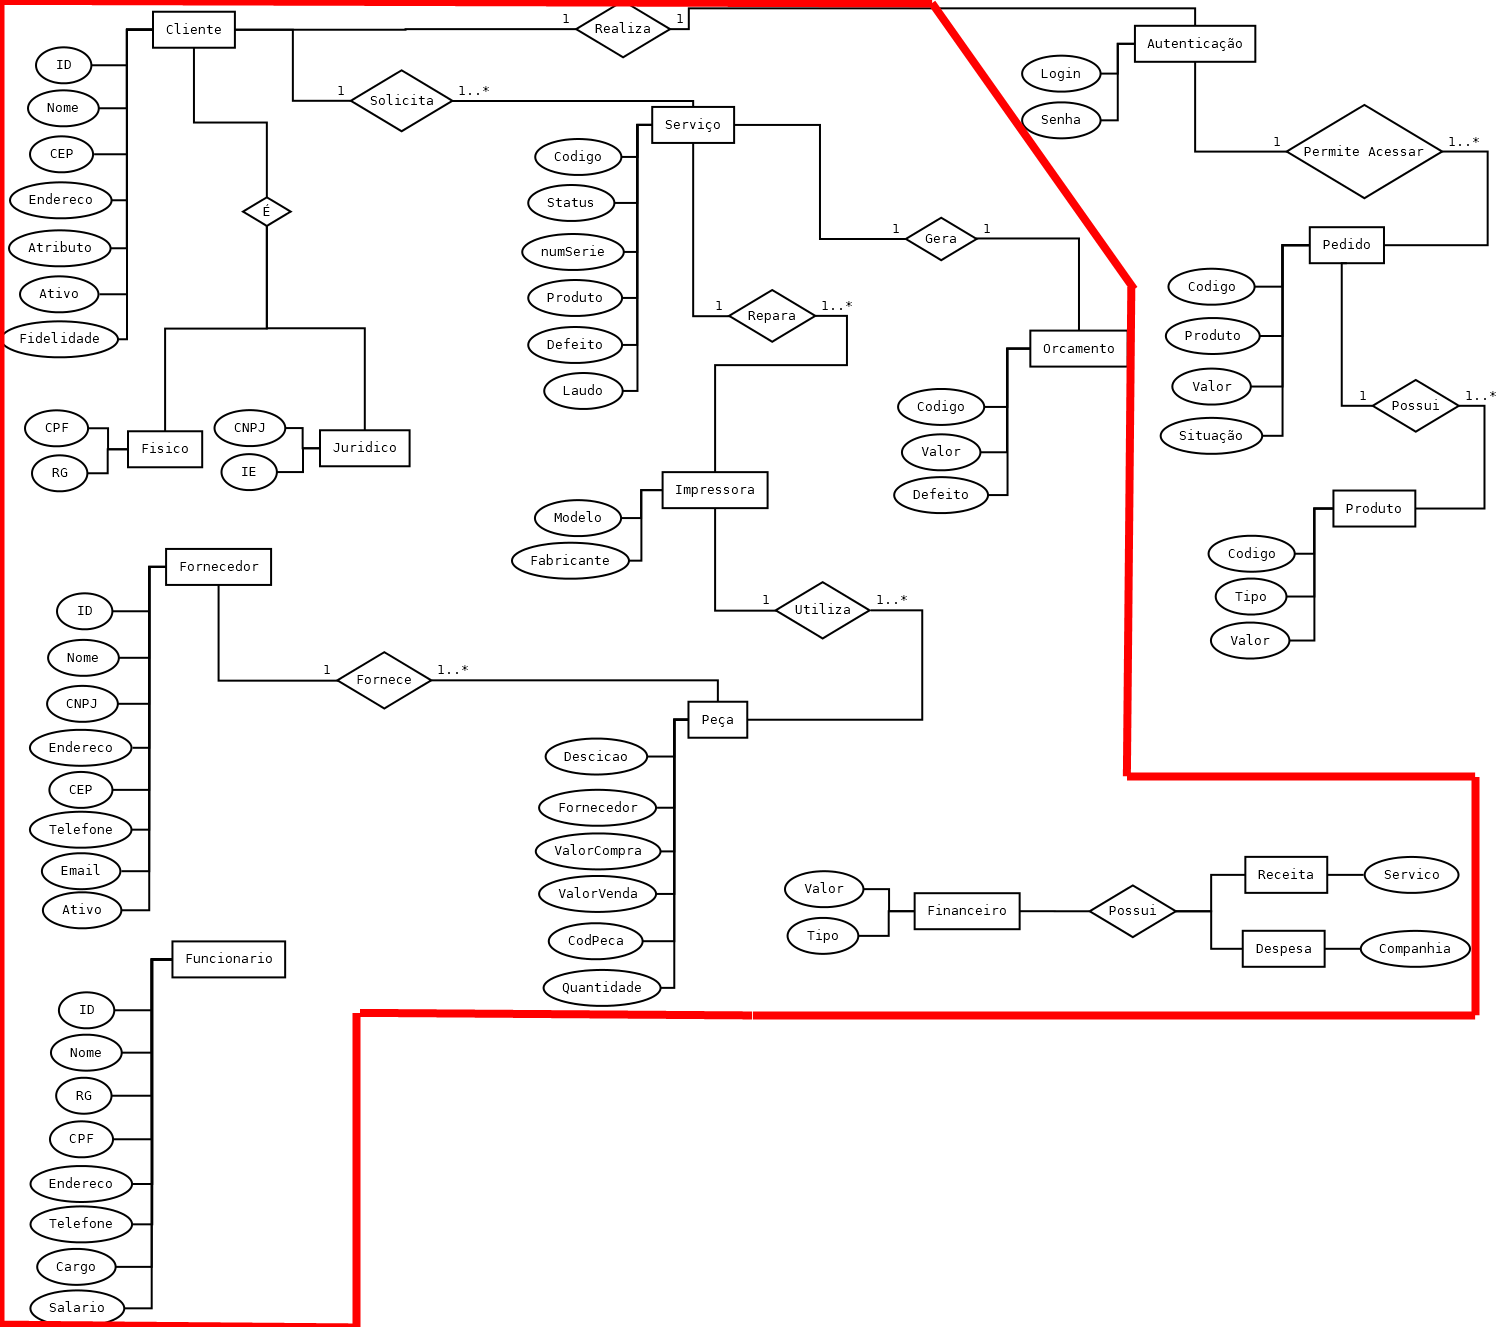 Cliente
1
Realiza
1
Autenticação
Login
Senha
1
Permite Acessar
1..*
ID
Nome
CEP
Endereco
Atributo
Ativo
Fidelidade
1
Solicita
1..*
Serviço
Codigo
Status
numSerie
Produto
Defeito
Laudo
É
1
Gera
1
1
Repara
1..*
Orcamento
Codigo
Valor
Defeito
Pedido
Codigo
Produto
Valor
Situação
1
Possui
1..*
Produto
Codigo
Tipo
Valor
CPF
RG
Fisico
CNPJ
IE
Juridico
Impressora
Modelo
Fabricante
1
Utiliza
1..*
Fornecedor
ID
Nome
CNPJ
Endereco
CEP
Telefone
Email
Ativo
1
Fornece
1..*
Peça
Descicao
Fornecedor
ValorCompra
ValorVenda
CodPeca
Quantidade
Valor
Tipo
Financeiro
Possui
Receita
Servico
Despesa
Companhia
Funcionario
ID
Nome
RG
CPF
Endereco
Telefone
Cargo
Salario